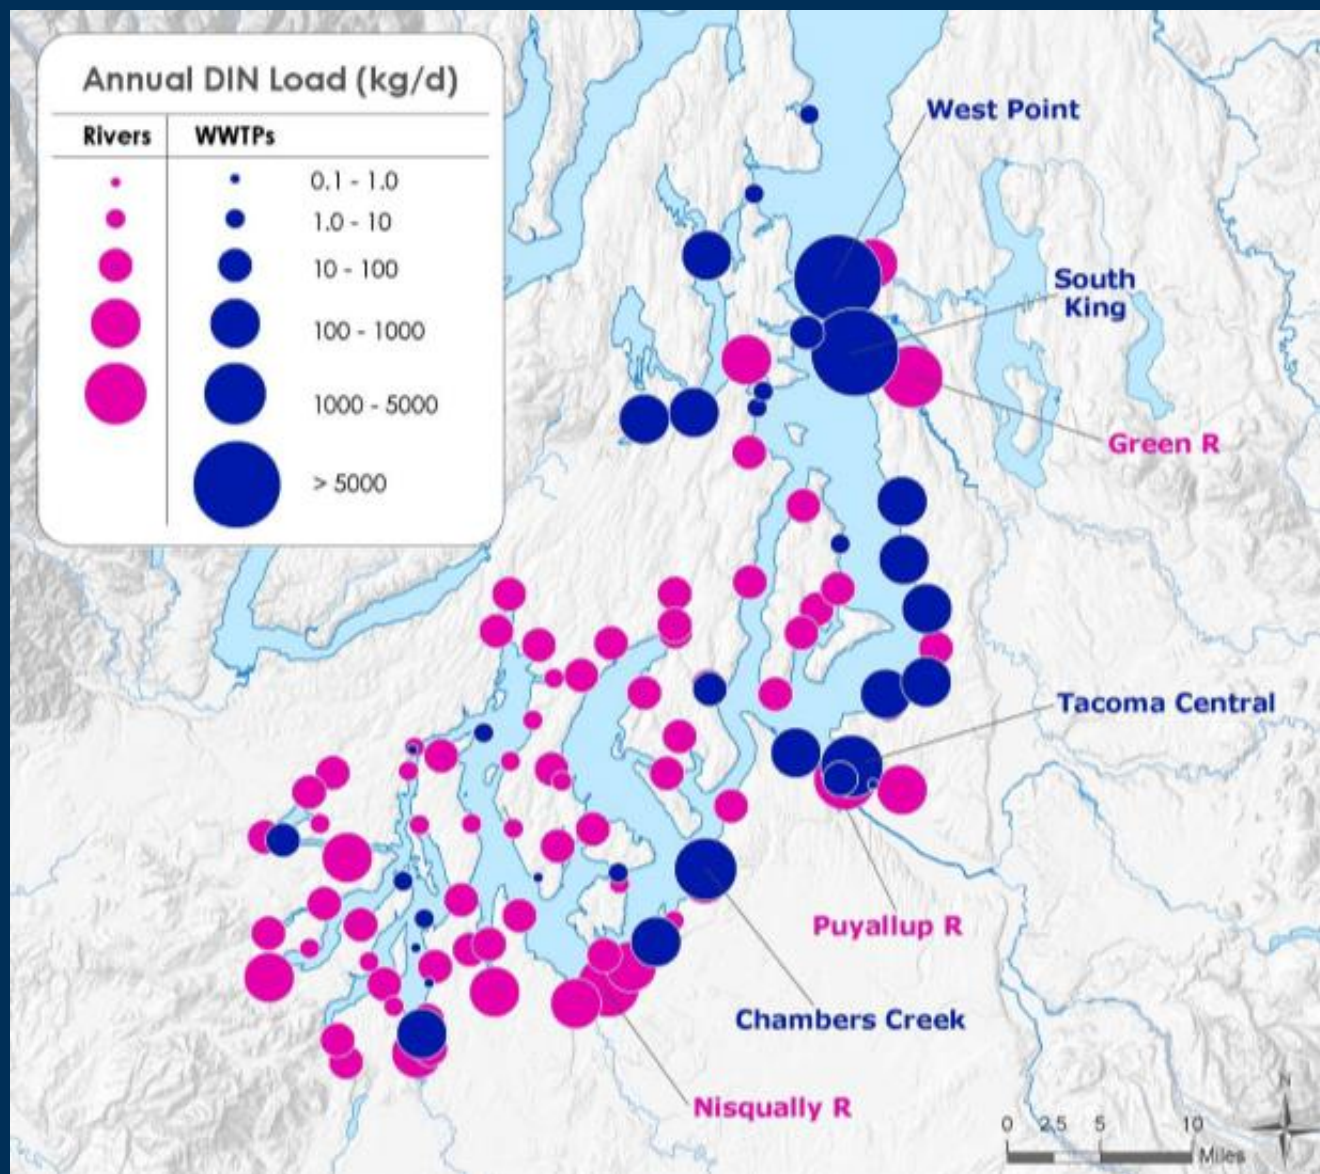 Annual DIN Load (kg/d)
Rivers WWTPs
0.1 - 1.0
1.0 - 10
10 - 100
100 - 1000
1000 - 5000
> 5000
West Point
South
King
Green R
Tacoma Central
Puyallup R
Chambers Creek
Nisqually R
N
0 2.5 5 10
Miles